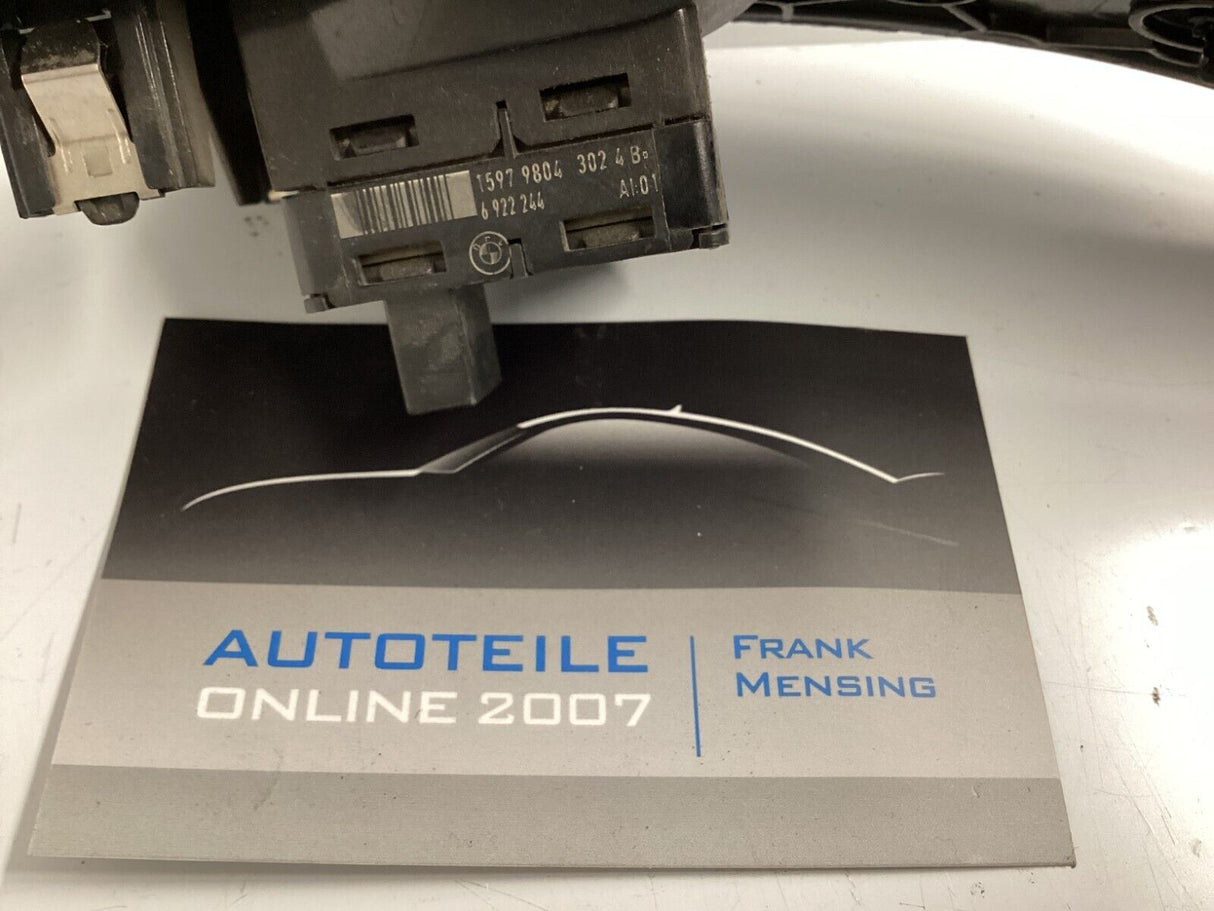 1597 9804 302 4 B
6 922 244 AI:01
AUTOTEILE
ONLINE 2007
FRANK
MENSING